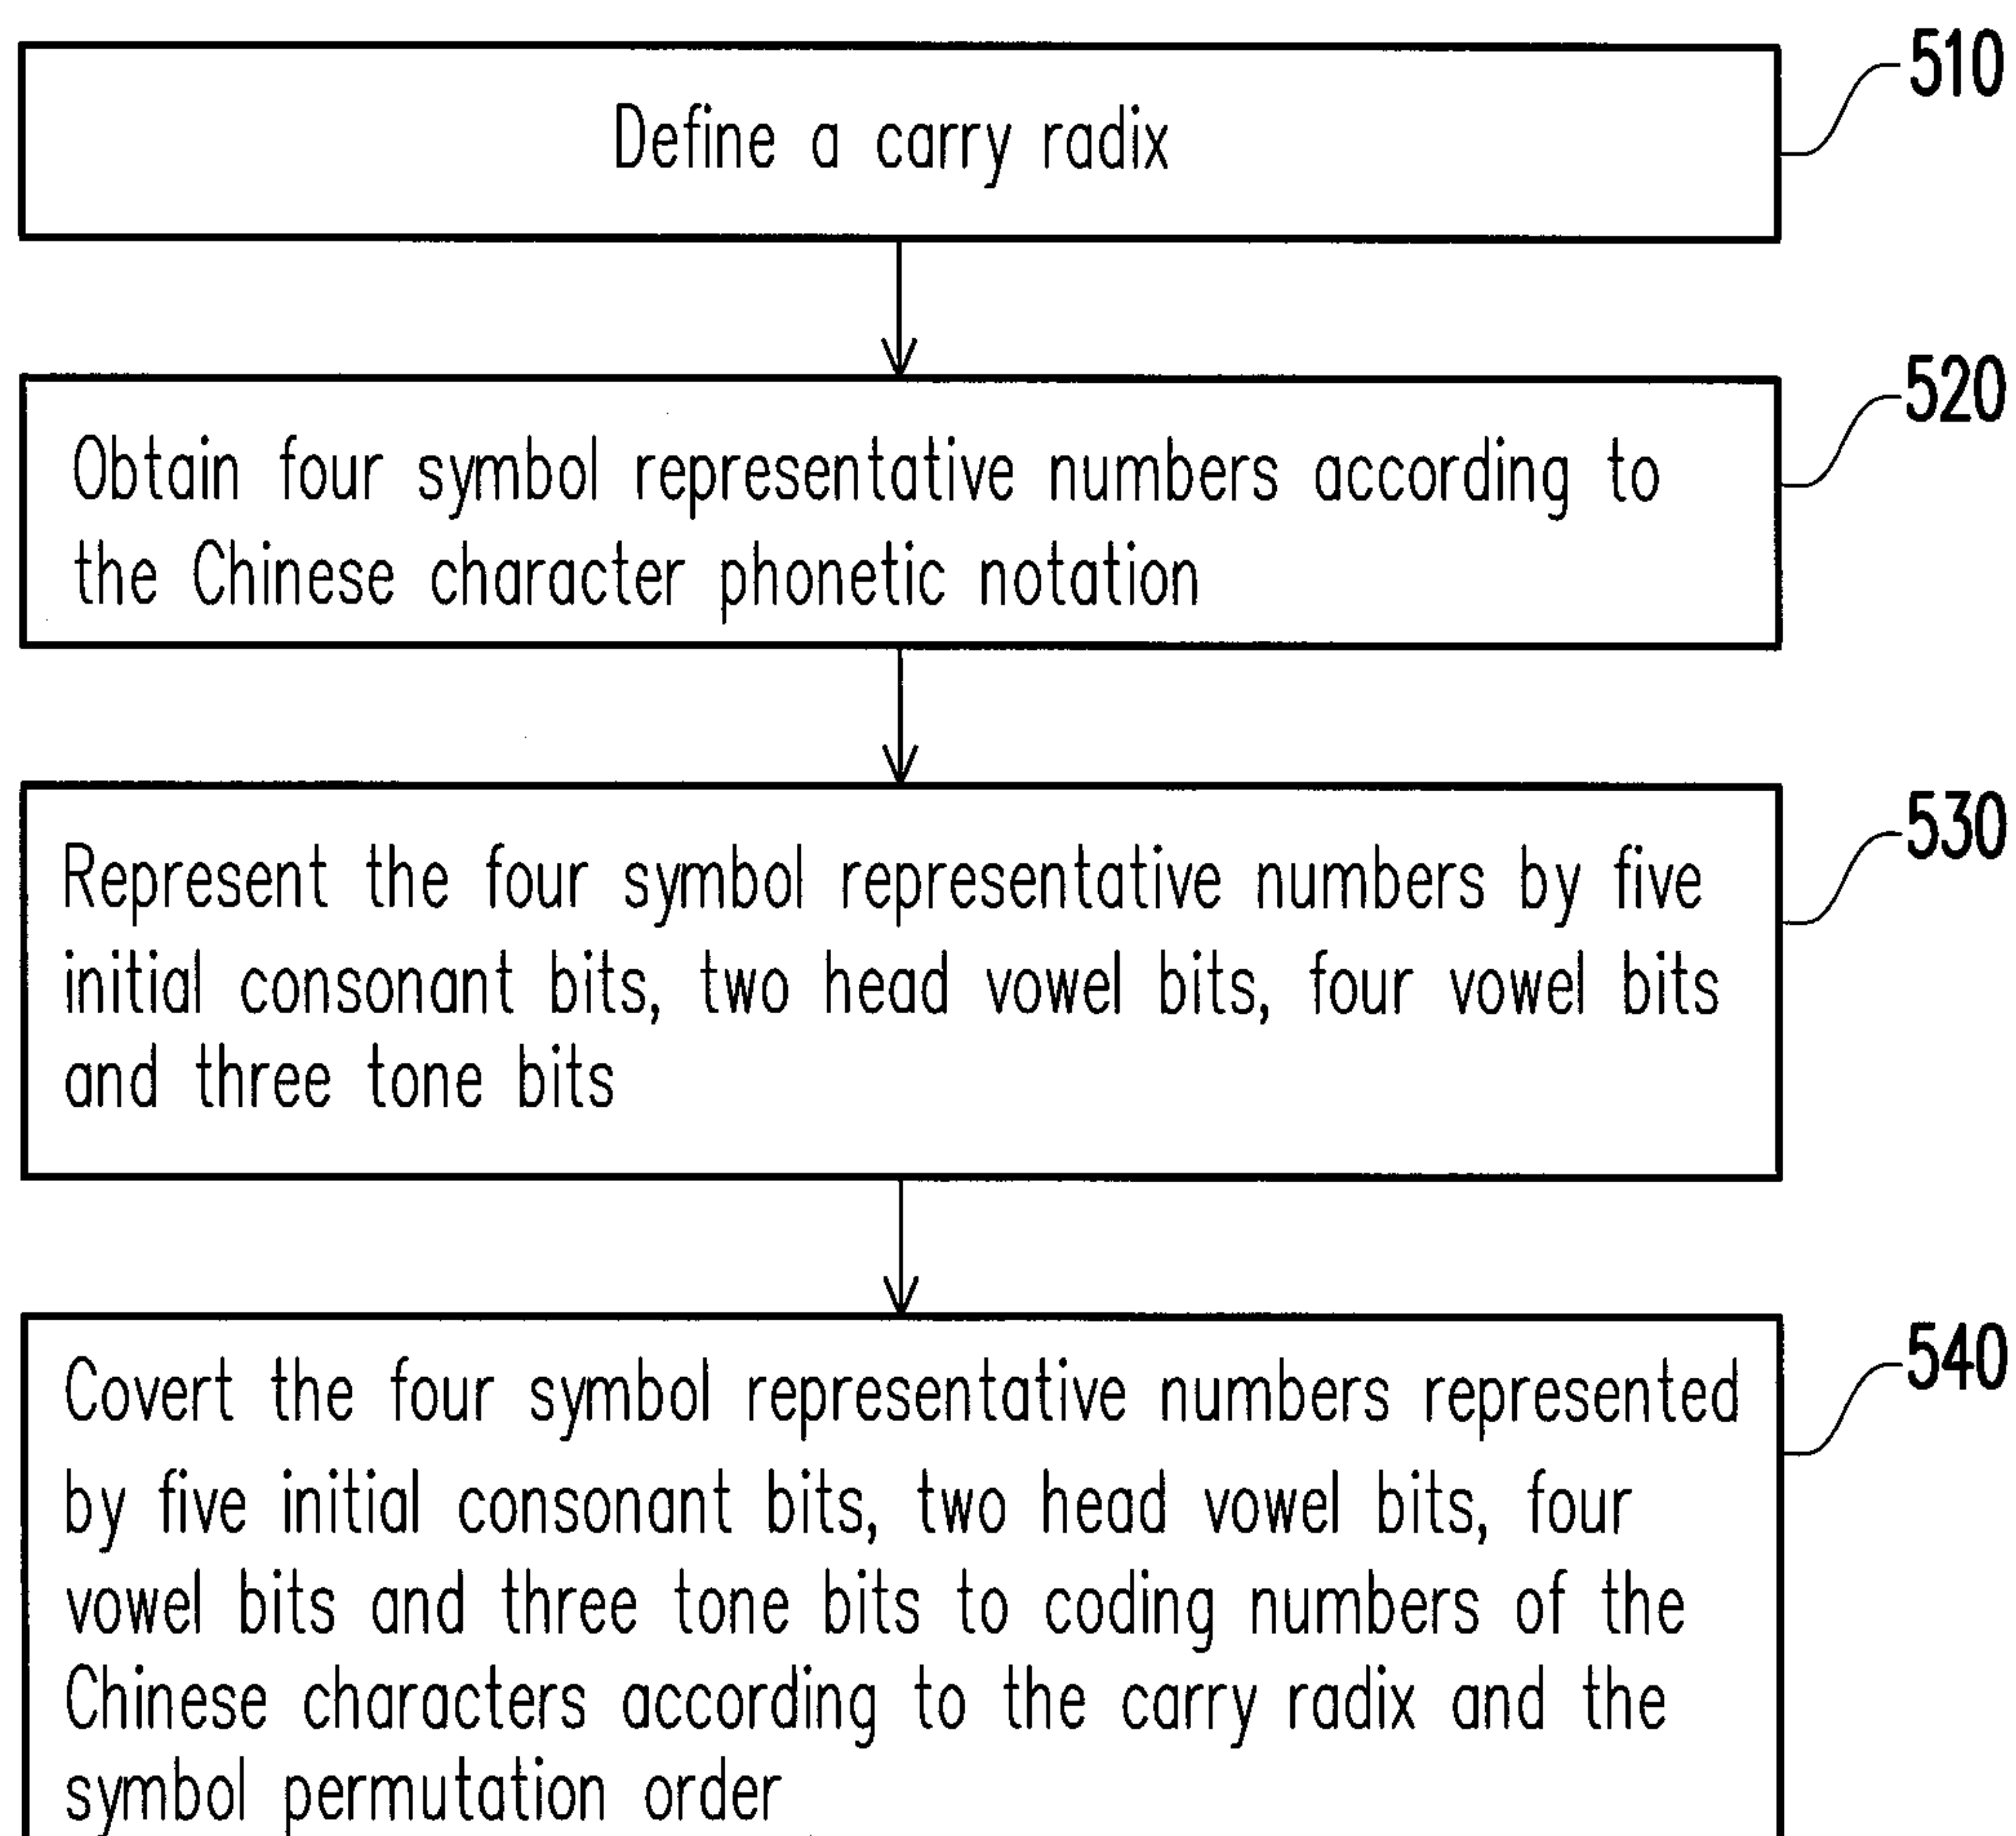 510
Define a carry radix
520
Obtain four symbol representative numbers according to
the Chinese character phonetic notation
530
Represent the four symbol representative numbers by five
initial consonant bits, two head vowel bits, four vowel bits
and three tone bits
540
Covert the four symbol representative numbers represented
by five initial consonant bits, two head vowel bits, four
vowel bits and three tone bits to coding numbers of the
Chinese characters according to the carry radix and the
symbol permutation order